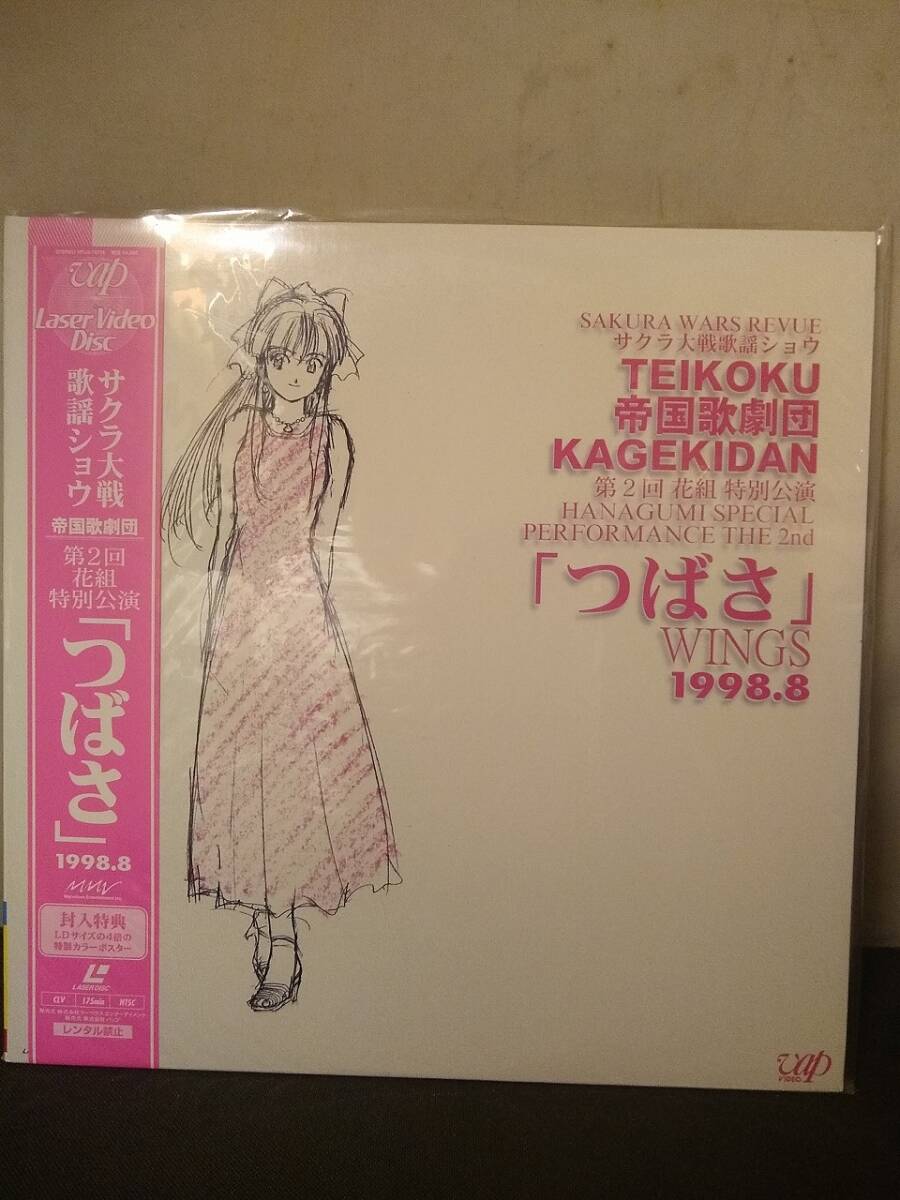 vap
Laser Video
Disc
サクラ大戦
歌謡ショウ
帝国歌劇団
第2回
花組
特別公演
「つばさ」
1998.8
封入特典
LDサイズの4倍の
特製カラーポスター
LASERDISC
CLV 175min NTSC
レンタル禁止
SAKURA WARS REVUE
サクラ大戦歌謡ショウ
TEIKOKU
帝国歌劇団
KAGEKIDAN
第2回 花組 特別公演
HANAGUMI SPECIAL
PERFORMANCE THE 2nd
「つばさ」
WINGS
1998.8
vap
VIDEO